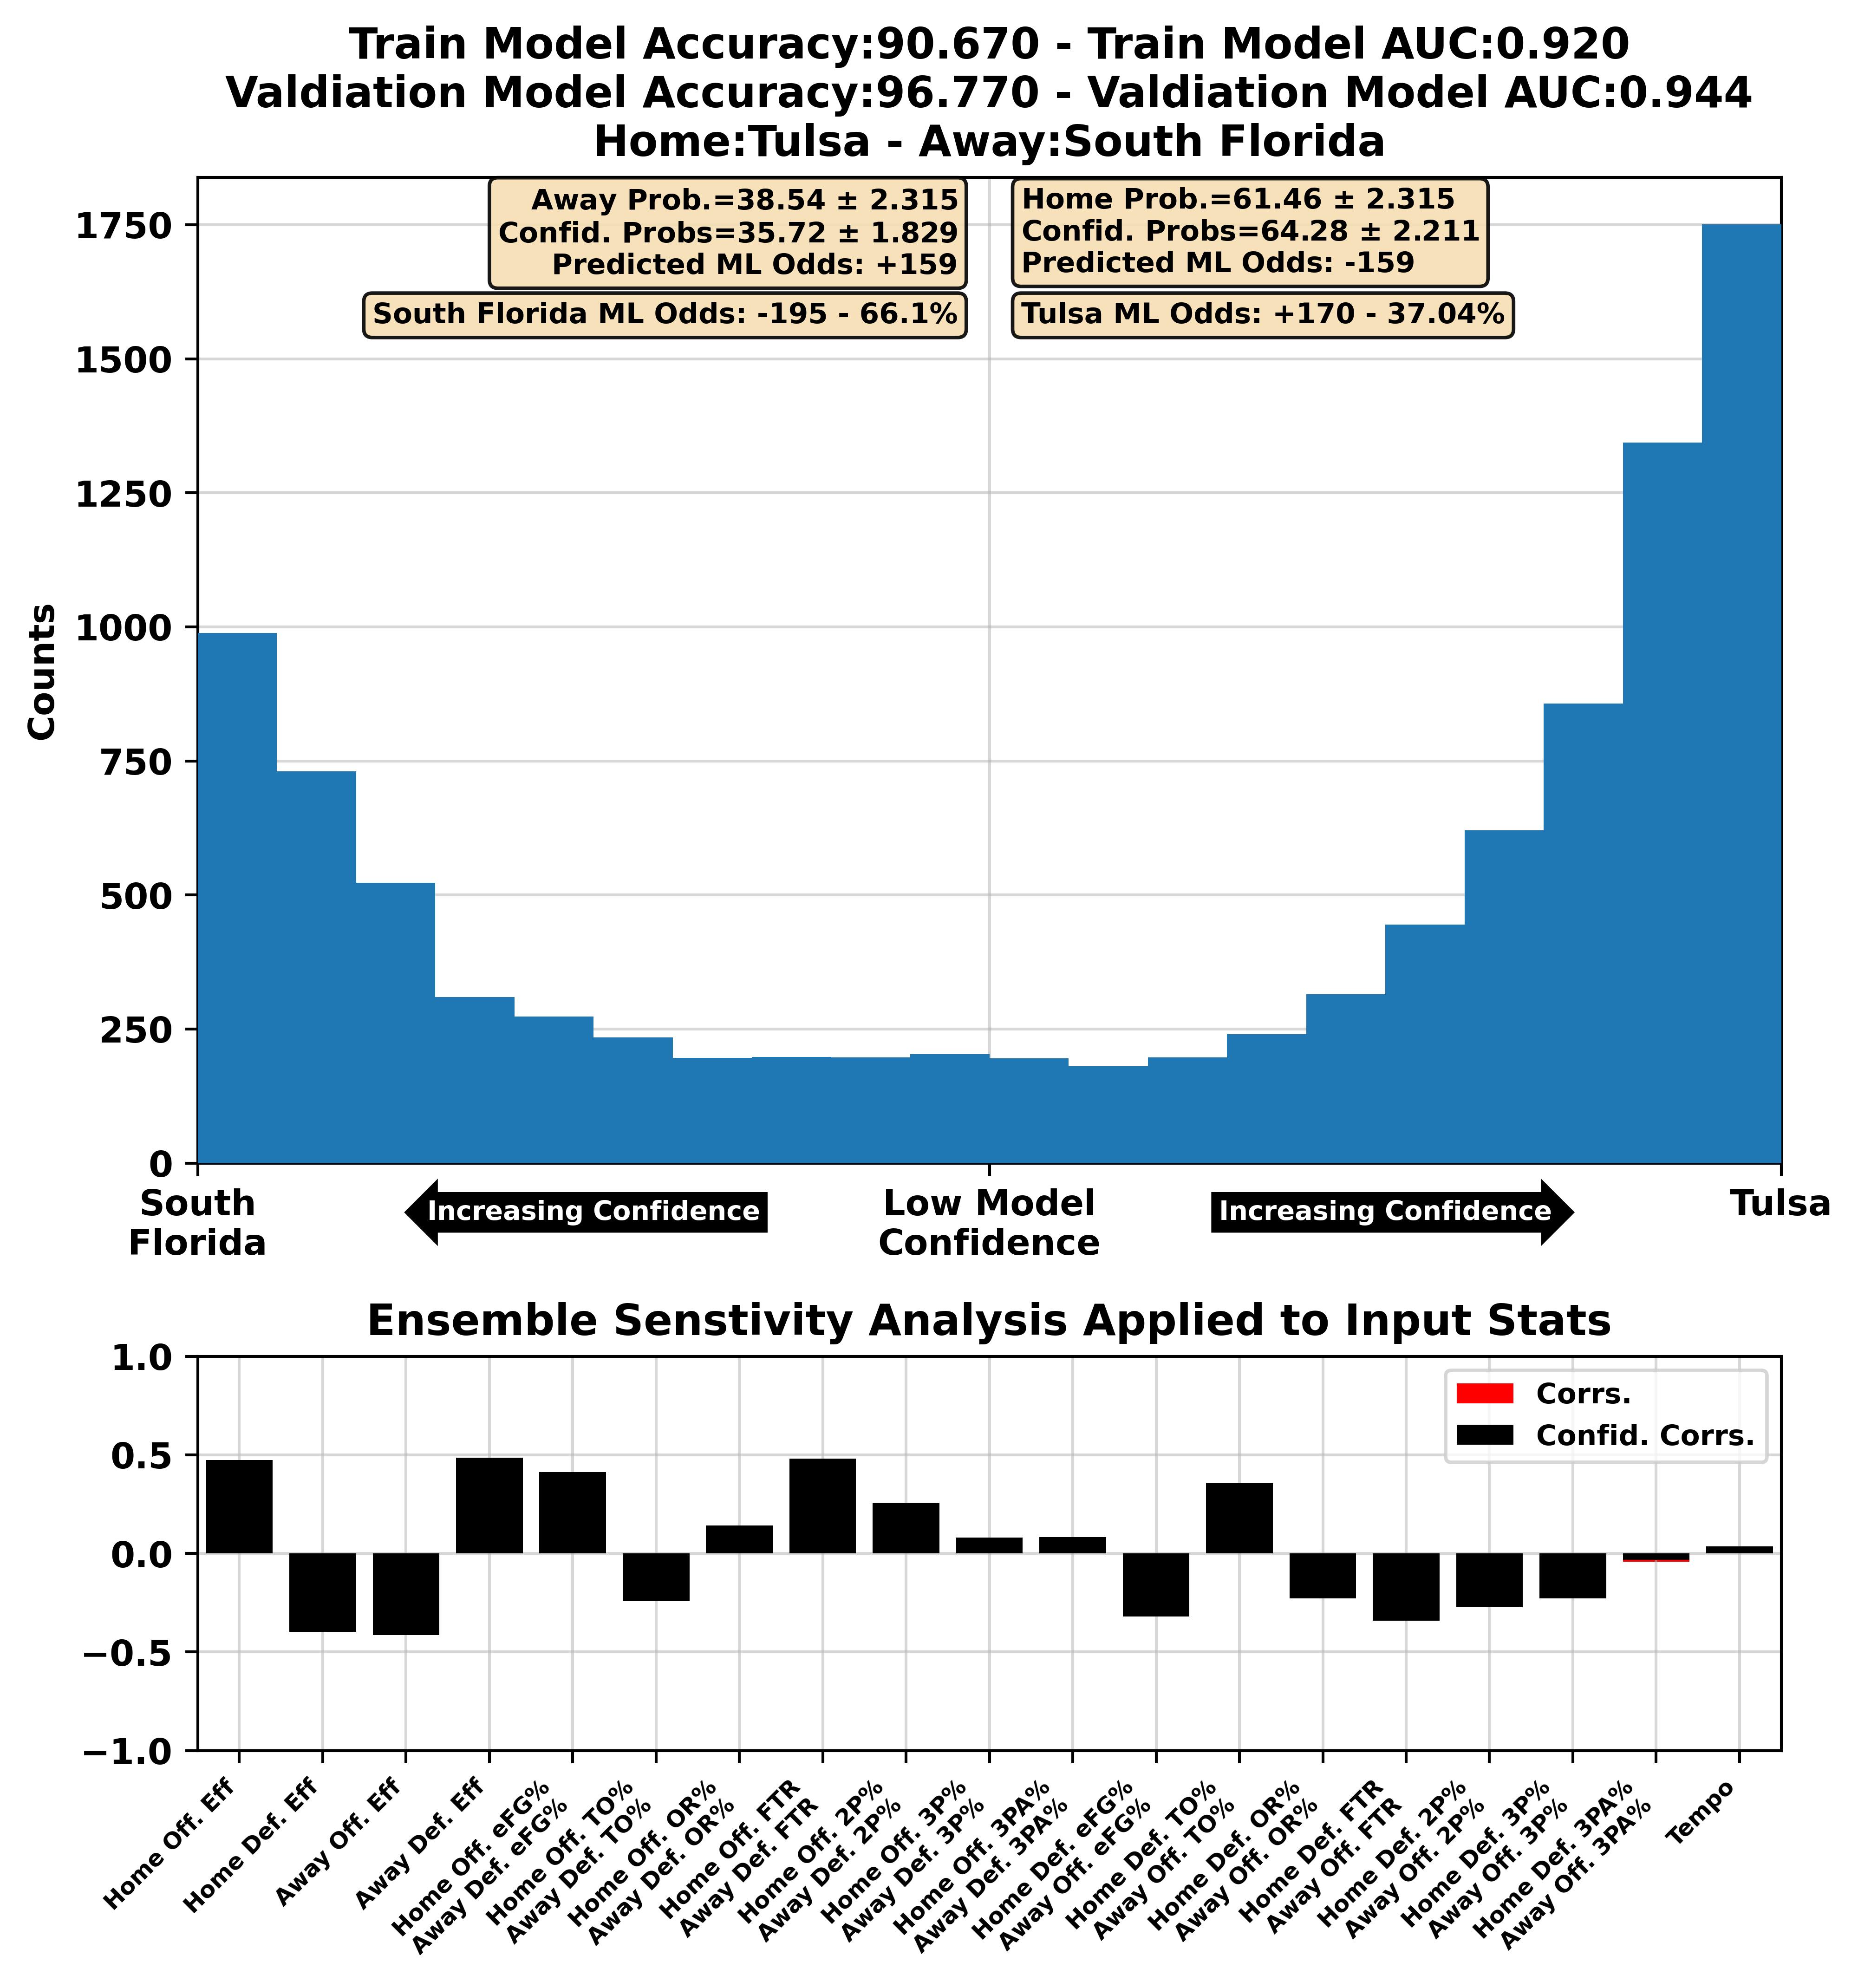 Train Model Accuracy:90.670 - Train Model AUC:0.920
Valdiation Model Accuracy:96.770 - Valdiation Model AUC:0.944
Home:Tulsa - Away:South Florida
Away Prob.=38.54 ± 2.315
Confid. Probs=35.72 ± 1.829
Predicted ML Odds: +159
Home Prob.=61.46 ± 2.315
Confid. Probs=64.28 ± 2.211
Predicted ML Odds: -159
South Florida ML Odds: -195 - 66.1%
Tulsa ML Odds: +170 - 37.04%
Counts
1750
1500
1250
1000
750
500
250
0
South
Florida
Increasing Confidence
Low Model
Confidence
Increasing Confidence
Tulsa
Ensemble Senstivity Analysis Applied to Input Stats
1.0
0.5
0.0
−0.5
−1.0
Corrs.
Confid. Corrs.
Home Off. Eff
Home Def. Eff
Away Off. Eff
Away Def. Eff
Home Off. eFG%
Away Def. eFG%
Home Off. TO%
Away Def. TO%
Home Off. OR%
Away Def. OR%
Home Off. FTR
Away Def. FTR
Home Off. 2P%
Away Def. 2P%
Home Off. 3P%
Away Def. 3P%
Home Off. 3PA%
Away Def. 3PA%
Home Def. eFG%
Away Off. eFG%
Home Def. TO%
Away Off. TO%
Home Def. OR%
Away Off. OR%
Home Def. FTR
Away Off. FTR
Home Def. 2P%
Away Off. 2P%
Home Def. 3P%
Away Off. 3P%
Home Def. 3PA%
Away Off. 3PA%
Tempo